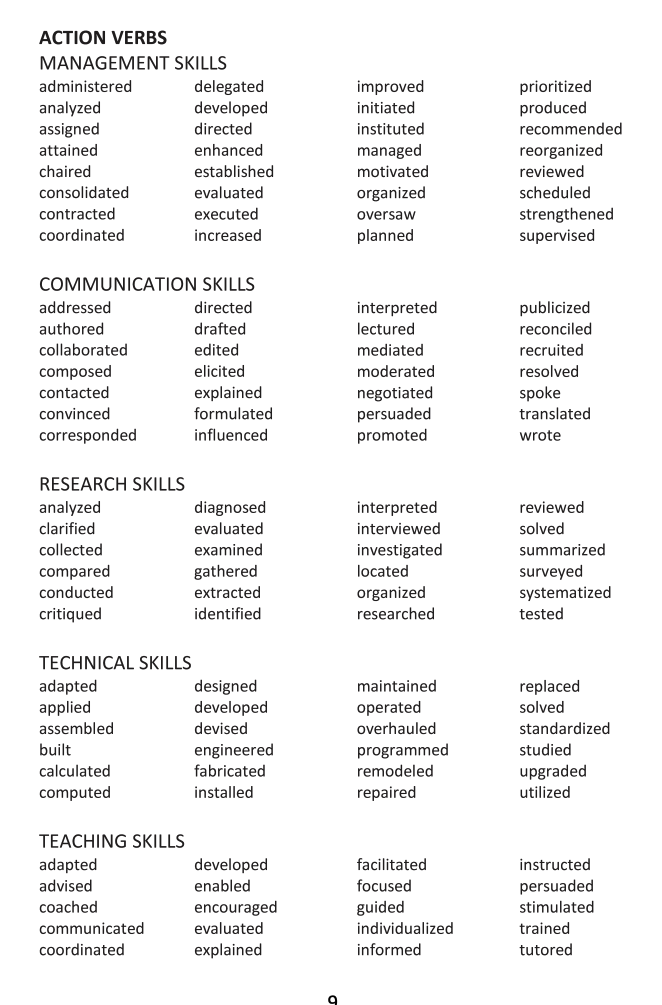 ACTION VERBS
MANAGEMENT SKILLS
administered delegated improved prioritized
analyzed developed initiated produced
assigned directed instituted recommended
attained enhanced managed reorganized
chaired established motivated reviewed
consolidated evaluated organized scheduled
contracted executed oversaw strengthened
coordinated increased planned supervised
COMMUNICATION SKILLS
addressed directed interpreted publicized
authored drafted lectured reconciled
collaborated edited mediated recruited
composed elicited moderated resolved
contacted explained negotiated spoke
convinced formulated persuaded translated
corresponded influenced promoted wrote
RESEARCH SKILLS
analyzed diagnosed interpreted reviewed
clarified evaluated interviewed solved
collected examined investigated summarized
compared gathered located surveyed
conducted extracted organized systematized
critiqued identified researched tested
TECHNICAL SKILLS
adapted designed maintained replaced
applied developed operated solved
assembled devised overhauled standardized
built engineered programmed studied
calculated fabricated remodeled upgraded
computed installed repaired utilized
TEACHING SKILLS
adapted developed facilitated instructed
advised enabled focused persuaded
coached encouraged guided stimulated
communicated evaluated individualized trained
coordinated explained informed tutored
9